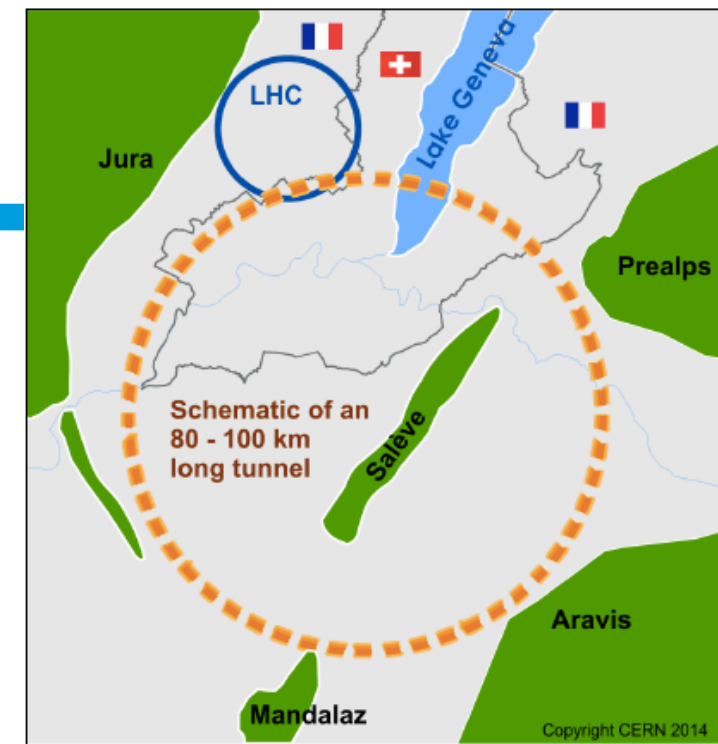 LHC
Lake Geneva
Jura
Prealps
Schematic of an
80 - 100 km
long tunnel
Salève
Aravis
Mandalaz
Copyright CERN 2014